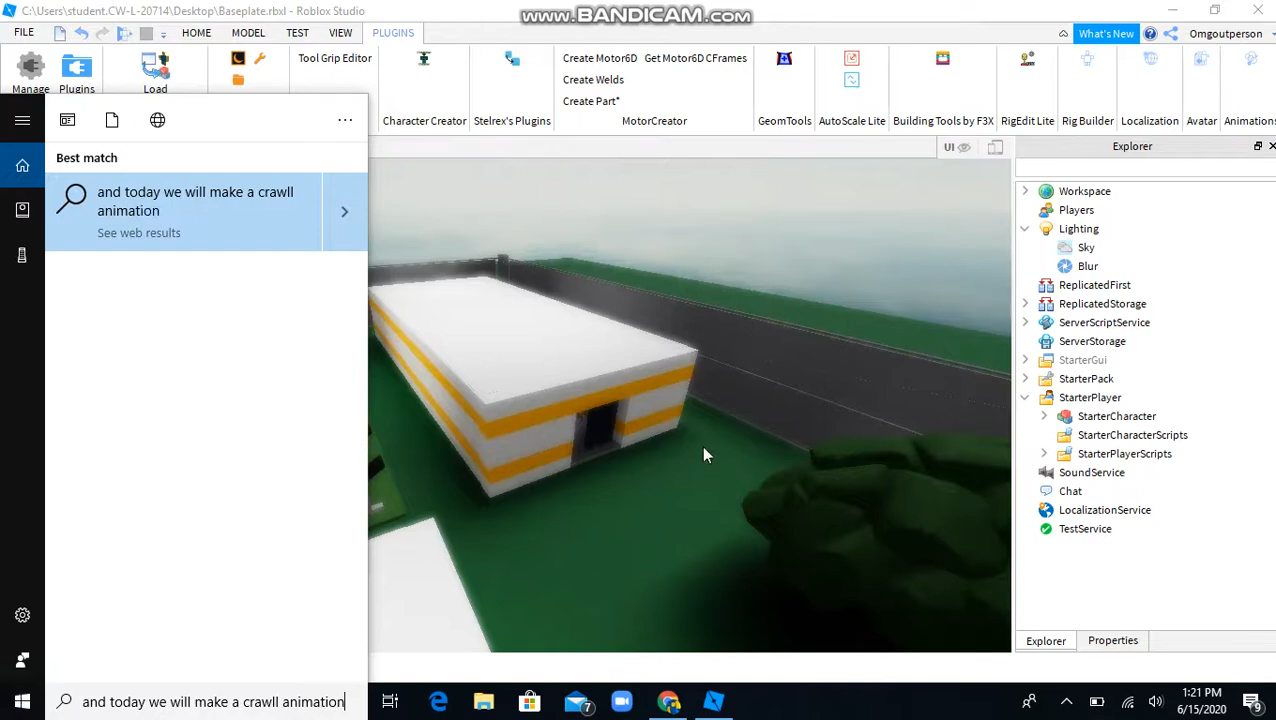 C:\Users\student.CW-L-20714\Desktop\Baseplate.rbxl - Roblox Studio
www.BANDICAM.com
FILE HOME MODEL TEST VIEW PLUGINS
What's New Omgoutperson
Manage Plugins Load
Tool Grip Editor
Character Creator
Stelrex's Plugins
Create Motor6D Get Motor6D CFrames
Create Welds
Create Part*
MotorCreator
GeomTools
AutoScale Lite
Building Tools by F3X
RigEdit Lite
Rig Builder
Localization
Avatar
Animations
UI
Explorer
Best match
and today we will make a crawll
animation
See web results
Workspace
Players
Lighting
Sky
Blur
ReplicatedFirst
ReplicatedStorage
ServerScriptService
ServerStorage
StarterGui
StarterPack
StarterPlayer
StarterCharacter
StarterCharacterScripts
StarterPlayerScripts
SoundService
Chat
LocalizationService
TestService
Explorer Properties
and today we will make a crawll animation
7
1:21 PM
6/15/2020
9